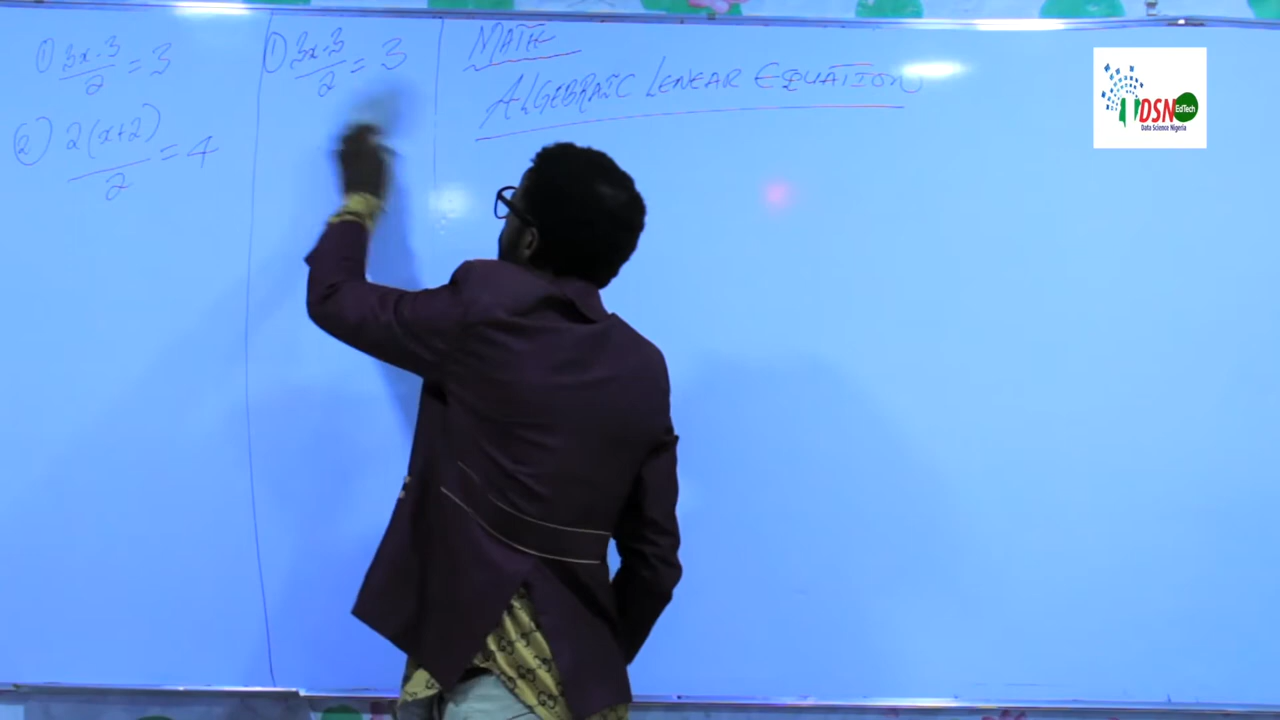 ① 3x-3/2 = 3
② 2(x+2)/2 = 4
① 3x-3/2 = 3
MATH
ALGEBRAIC LENEAR EQUATION
DSN EdTech
Data Science Nigeria